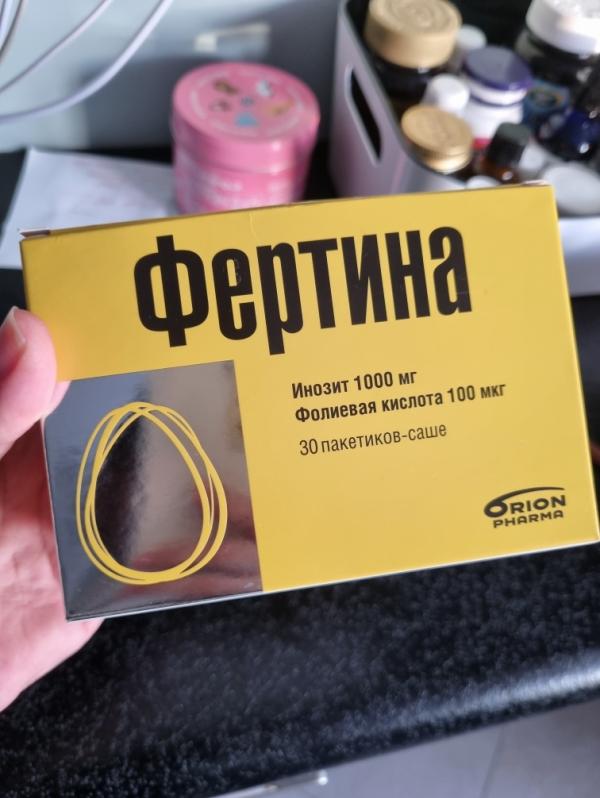 Фертина
Инозит 1000 мг
Фолиевая кислота 100 мкг
30 пакетиков-саше
ORION
PHARMA